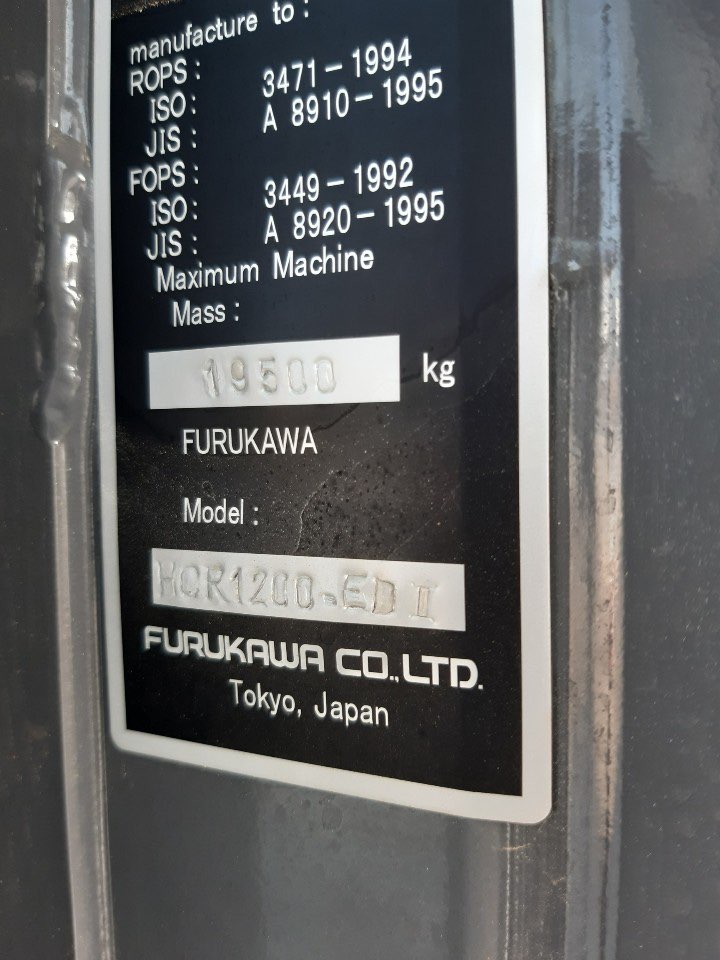 manufacture to :
ROPS :
ISO : 3471-1994
JIS : A 8910-1995
FOPS :
ISO : 3449-1992
JIS : A 8920-1995
Maximum Machine
Mass :
19500 kg
FURUKAWA
Model :
HCR1200-ED II
FURUKAWA CO.,LTD.
Tokyo, Japan